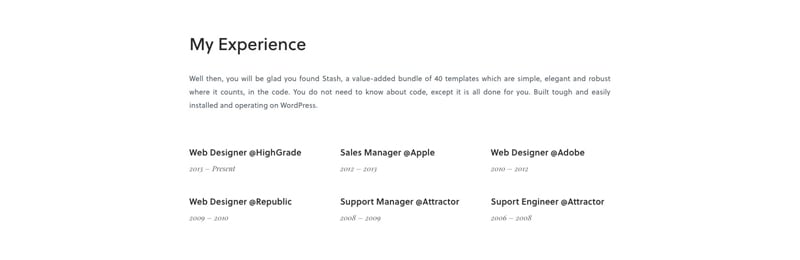 My Experience
Well then, you will be glad you found Stash, a value-added bundle of 40 templates which are simple, elegant and robust
where it counts, in the code. You do not need to know about code, except it is all done for you. Built tough and easily
installed and operating on WordPress.
Web Designer @HighGrade
2013 – Present
Sales Manager @Apple
2012 – 2013
Web Designer @Adobe
2010 – 2012
Web Designer @Republic
2009 – 2010
Support Manager @Attractor
2008 – 2009
Suport Engineer @Attractor
2006 – 2008